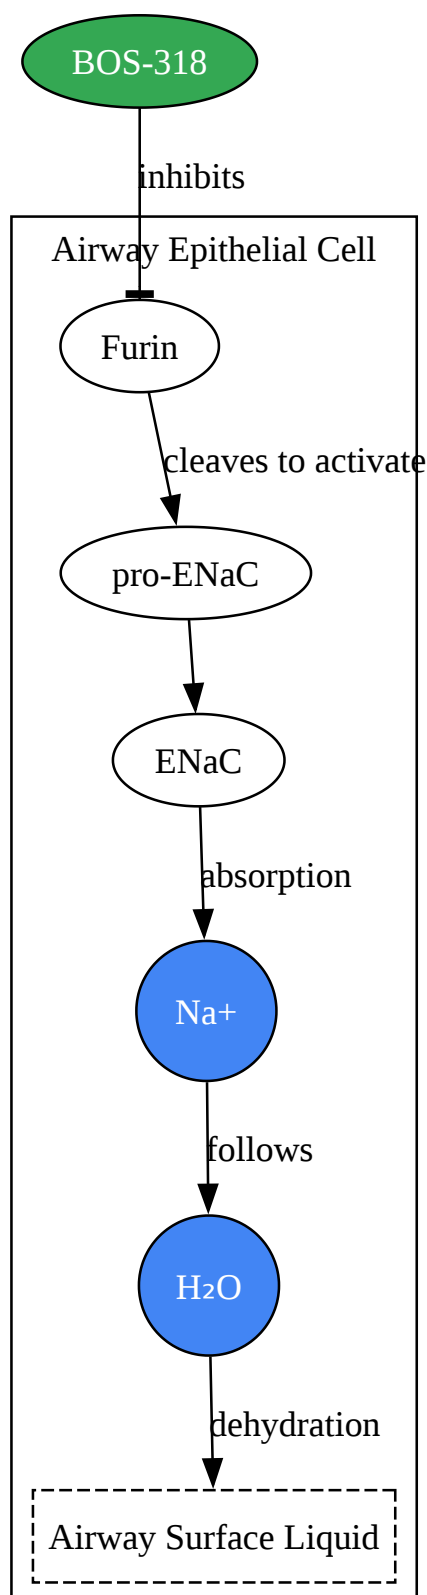 BOS-318
inhibits
Airway Epithelial Cell
Furin
cleaves to activate
pro-ENaC
ENaC
absorption
Na+
follows
H₂O
dehydration
Airway Surface Liquid